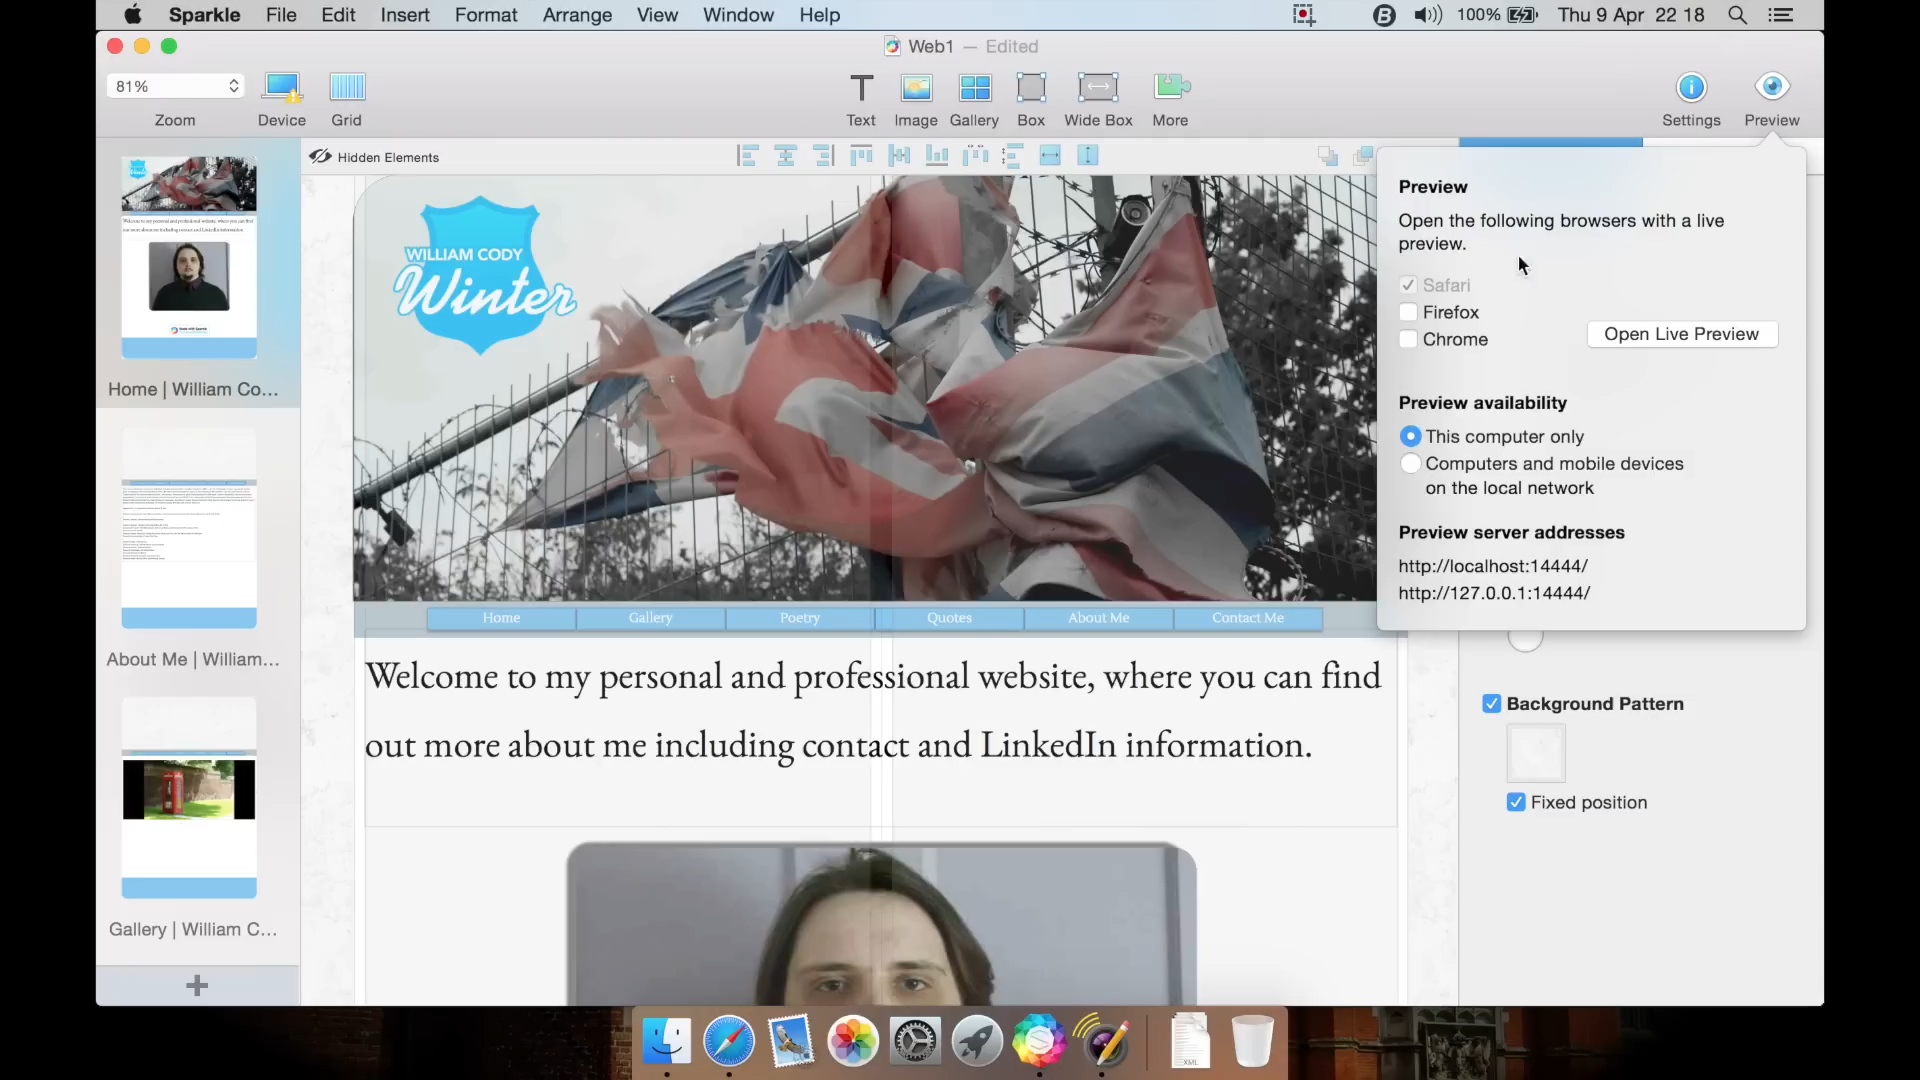 Sparkle File Edit Insert Format Arrange View Window Help
100% Thu 9 Apr 22 18
Web1 — Edited
81%
Zoom Device Grid Text Image Gallery Box Wide Box More Settings Preview
Hidden Elements
Home | William Co...
About Me | William...
Gallery | William C...
WILLIAM CODY
Winter
Home Gallery Poetry Quotes About Me Contact Me
Welcome to my personal and professional website, where you can find
out more about me including contact and LinkedIn information.
Preview
Open the following browsers with a live
preview.
Safari
Firefox
Chrome
Open Live Preview
Preview availability
This computer only
Computers and mobile devices
on the local network
Preview server addresses
http://localhost:14444/
http://127.0.0.1:14444/
Background Pattern
Fixed position
XML